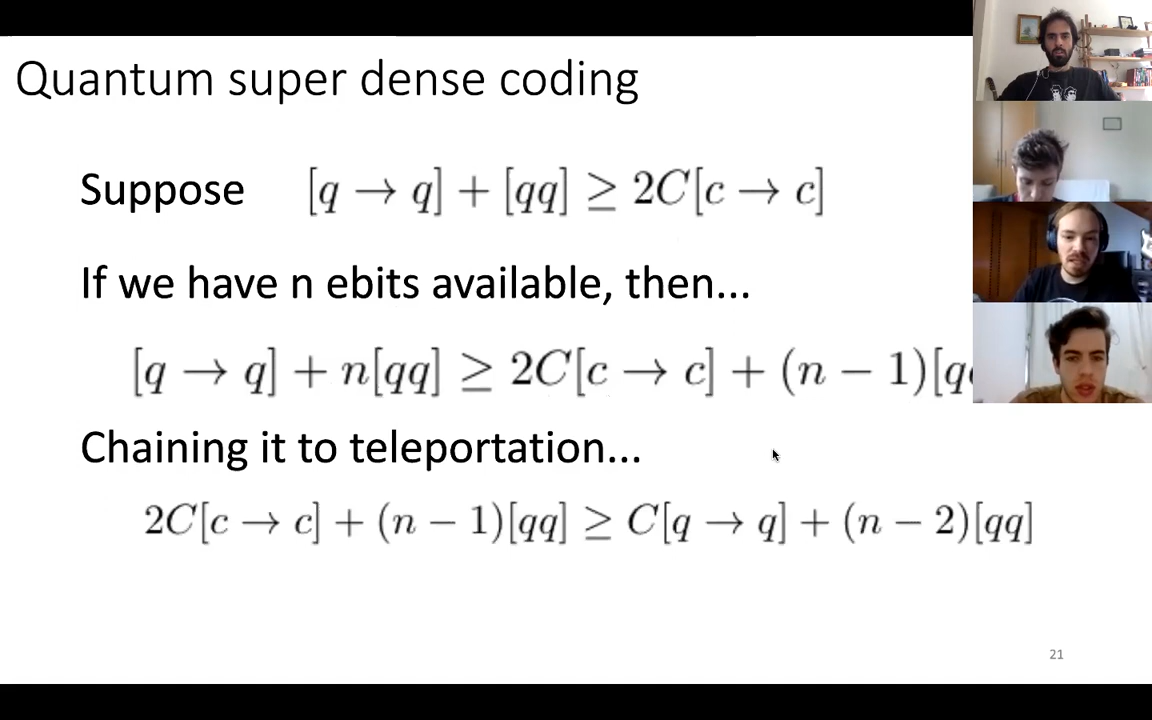 Quantum super dense coding
Suppose [q → q] + [qq] ≥ 2C[c → c]
If we have n ebits available, then...
[q → q] + n[qq] ≥ 2C[c → c] + (n − 1)[q
Chaining it to teleportation...
2C[c → c] + (n − 1)[qq] ≥ C[q → q] + (n − 2)[qq]
21